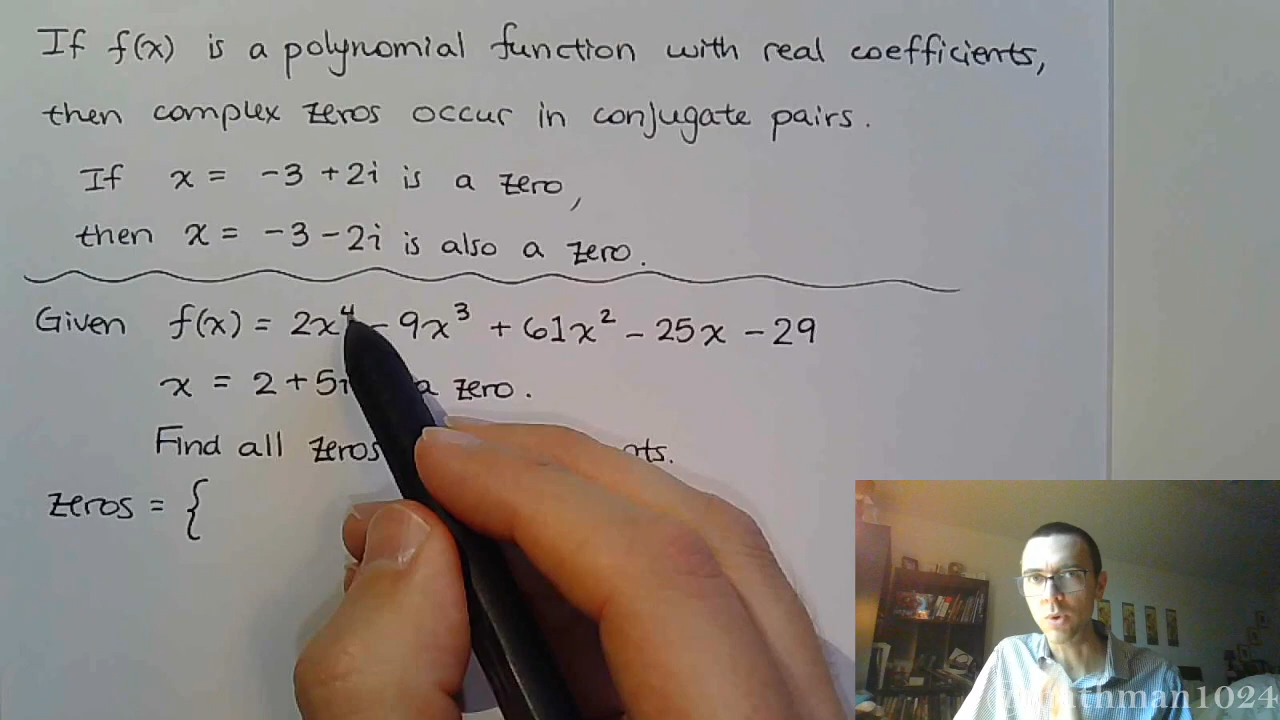 If f(x) is a polynomial function with real coefficients,
then complex zeros occur in conjugate pairs.
If x = -3 + 2i is a zero,
then x = -3 - 2i is also a zero.
Given f(x) = 2x⁴ - 9x³ + 61x² - 25x - 29
x = 2 + 5i a zero.
Find all zeros
zeros = {